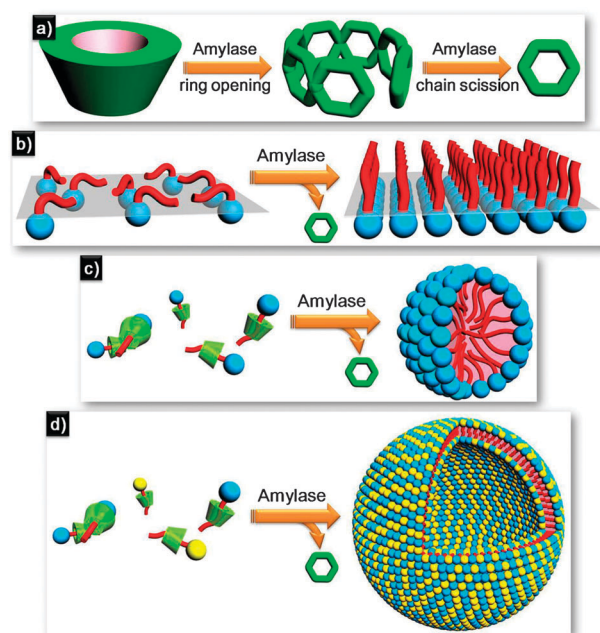 a)
Amylase
ring opening
Amylase
chain scission
b)
Amylase
c)
Amylase
d)
Amylase